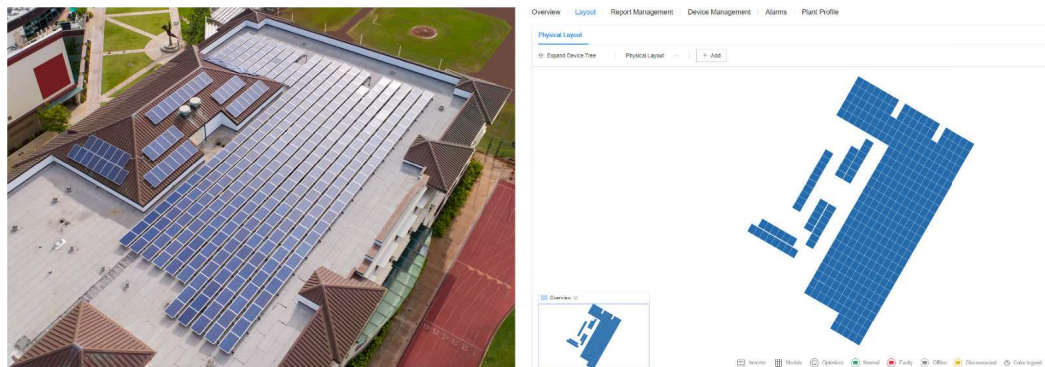 Overview Layout Report Management Device Management Alarms Plant Profile
Physical Layout
Expand Device Tree Physical Layout + Add
Overview
Inverter Module Optimizer Normal Faulty Offline Disconnected Color legend